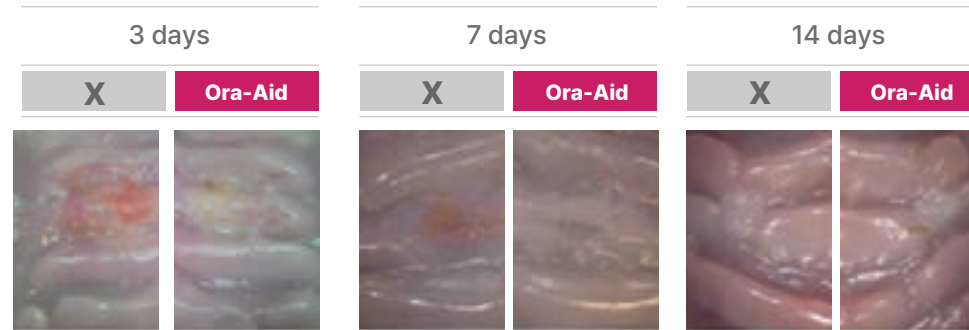 3 days
7 days
14 days
X
Ora-Aid
X
Ora-Aid
X
Ora-Aid